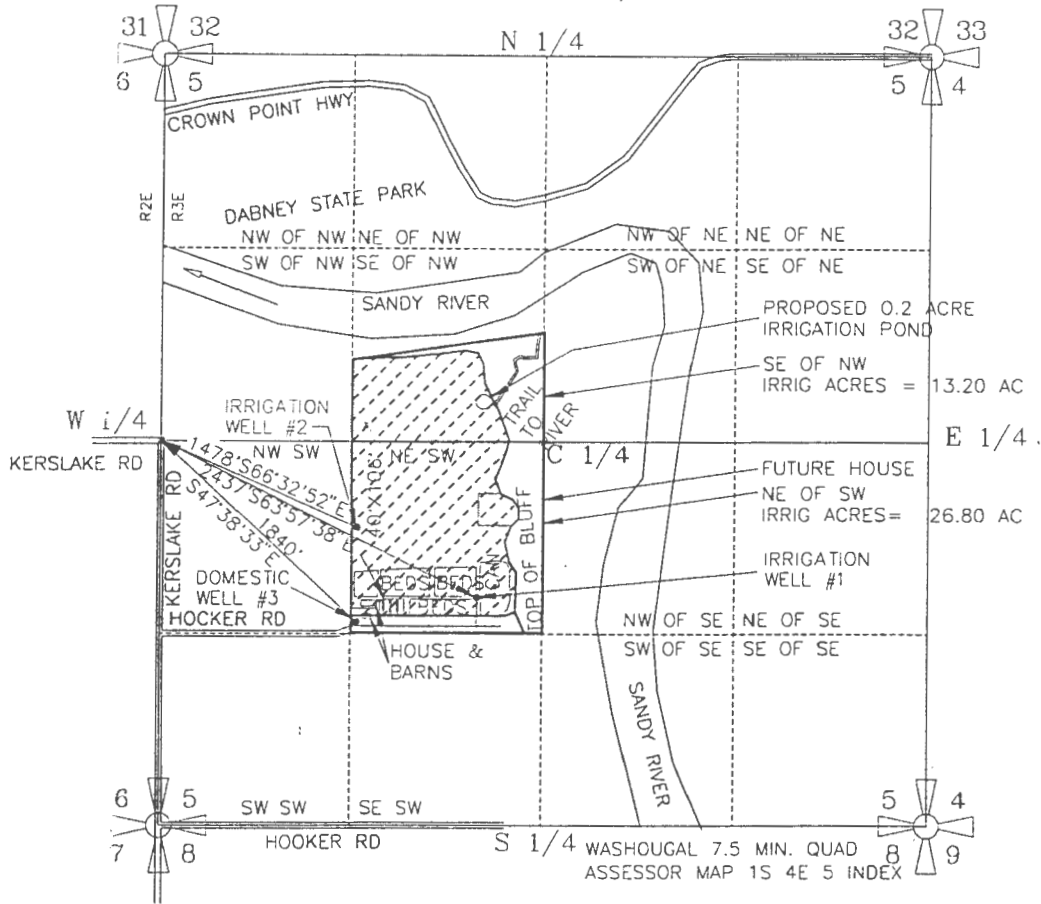 31 32
6 5
N 1/4
32 33
5 4
CROWN POINT HWY
R2E
R3E
DABNEY STATE PARK
NW OF NW NE OF NW
SW OF NW SE OF NW
NW OF NE NE OF NE
SW OF NE SE OF NE
SANDY RIVER
PROPOSED 0.2 ACRE
IRRIGATION POND
SE OF NW
IRRIG ACRES = 13.20 AC
TRAIL
TO
RIVER
IRRIGATION
WELL #2
W 1/4
KERSLAKE RD
NW SW NE SW
C 1/4
E 1/4
1478' S66'32'52"E
2437' S63'57'38"E
1840'
S47'38'33"E
40'X106'
FUTURE HOUSE
NE OF SW
IRRIG ACRES= 26.80 AC
KERSLAKE RD
TOP OF BLUFF
IRRIGATION
WELL #1
DOMESTIC
WELL #3
BEDS BEDS
HOCKER RD
NW OF SE NE OF SE
SW OF SE SE OF SE
HOUSE &
BARNS
SANDY RIVER
6 5
7 8
SW SW SE SW
HOOKER RD
S 1/4
5 4
8 9
WASHOUGAL 7.5 MIN. QUAD
ASSESSOR MAP 1S 4E 5 INDEX